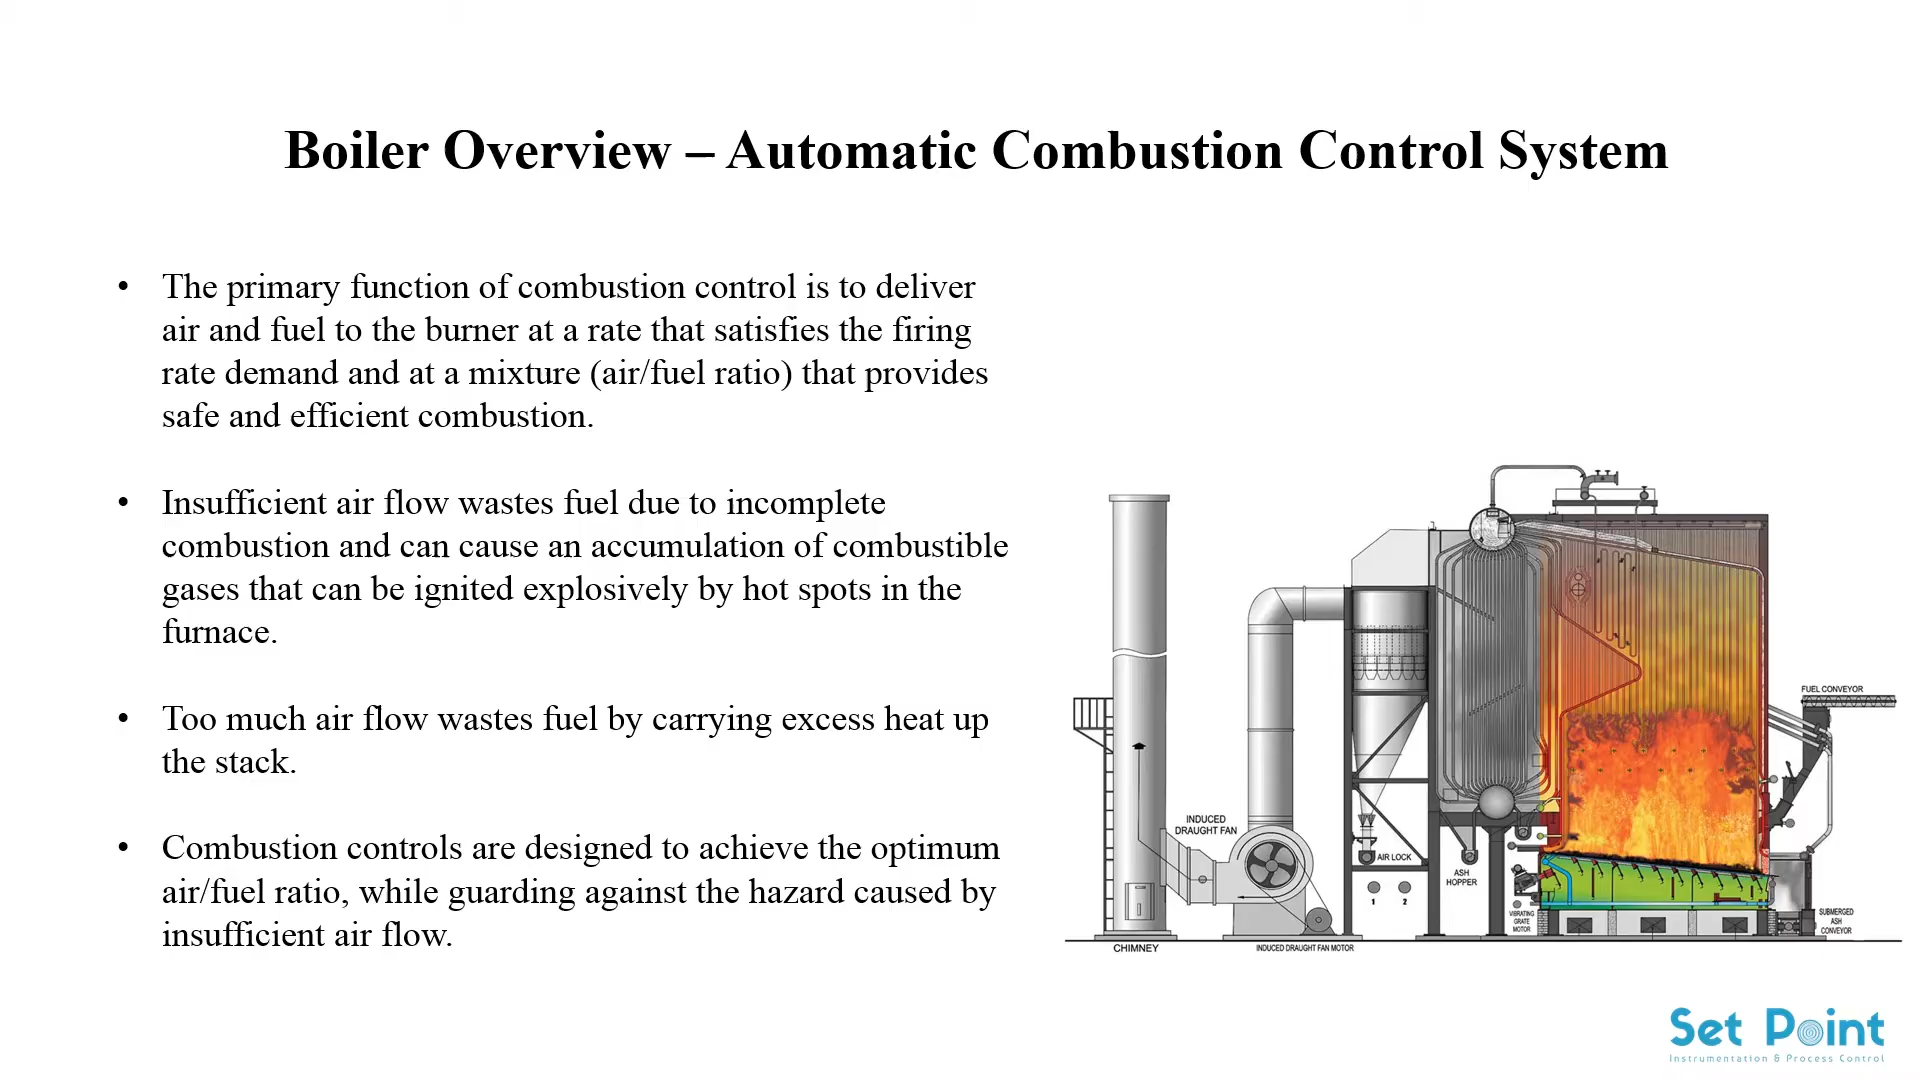 Boiler Overview – Automatic Combustion Control System
• The primary function of combustion control is to deliver
air and fuel to the burner at a rate that satisfies the firing
rate demand and at a mixture (air/fuel ratio) that provides
safe and efficient combustion.
• Insufficient air flow wastes fuel due to incomplete
combustion and can cause an accumulation of combustible
gases that can be ignited explosively by hot spots in the
furnace.
• Too much air flow wastes fuel by carrying excess heat up
the stack.
• Combustion controls are designed to achieve the optimum
air/fuel ratio, while guarding against the hazard caused by
insufficient air flow.
FUEL CONVEYOR
INDUCED
DRAUGHT FAN
AIR LOCK
ASH
HOPPER
1 2
VIBRATING
GRATE
MOTOR
SUBMERGED
ASH
CONVEYOR
CHIMNEY
INDUCED DRAUGHT FAN MOTOR
Set Point
Instrumentation & Process Control